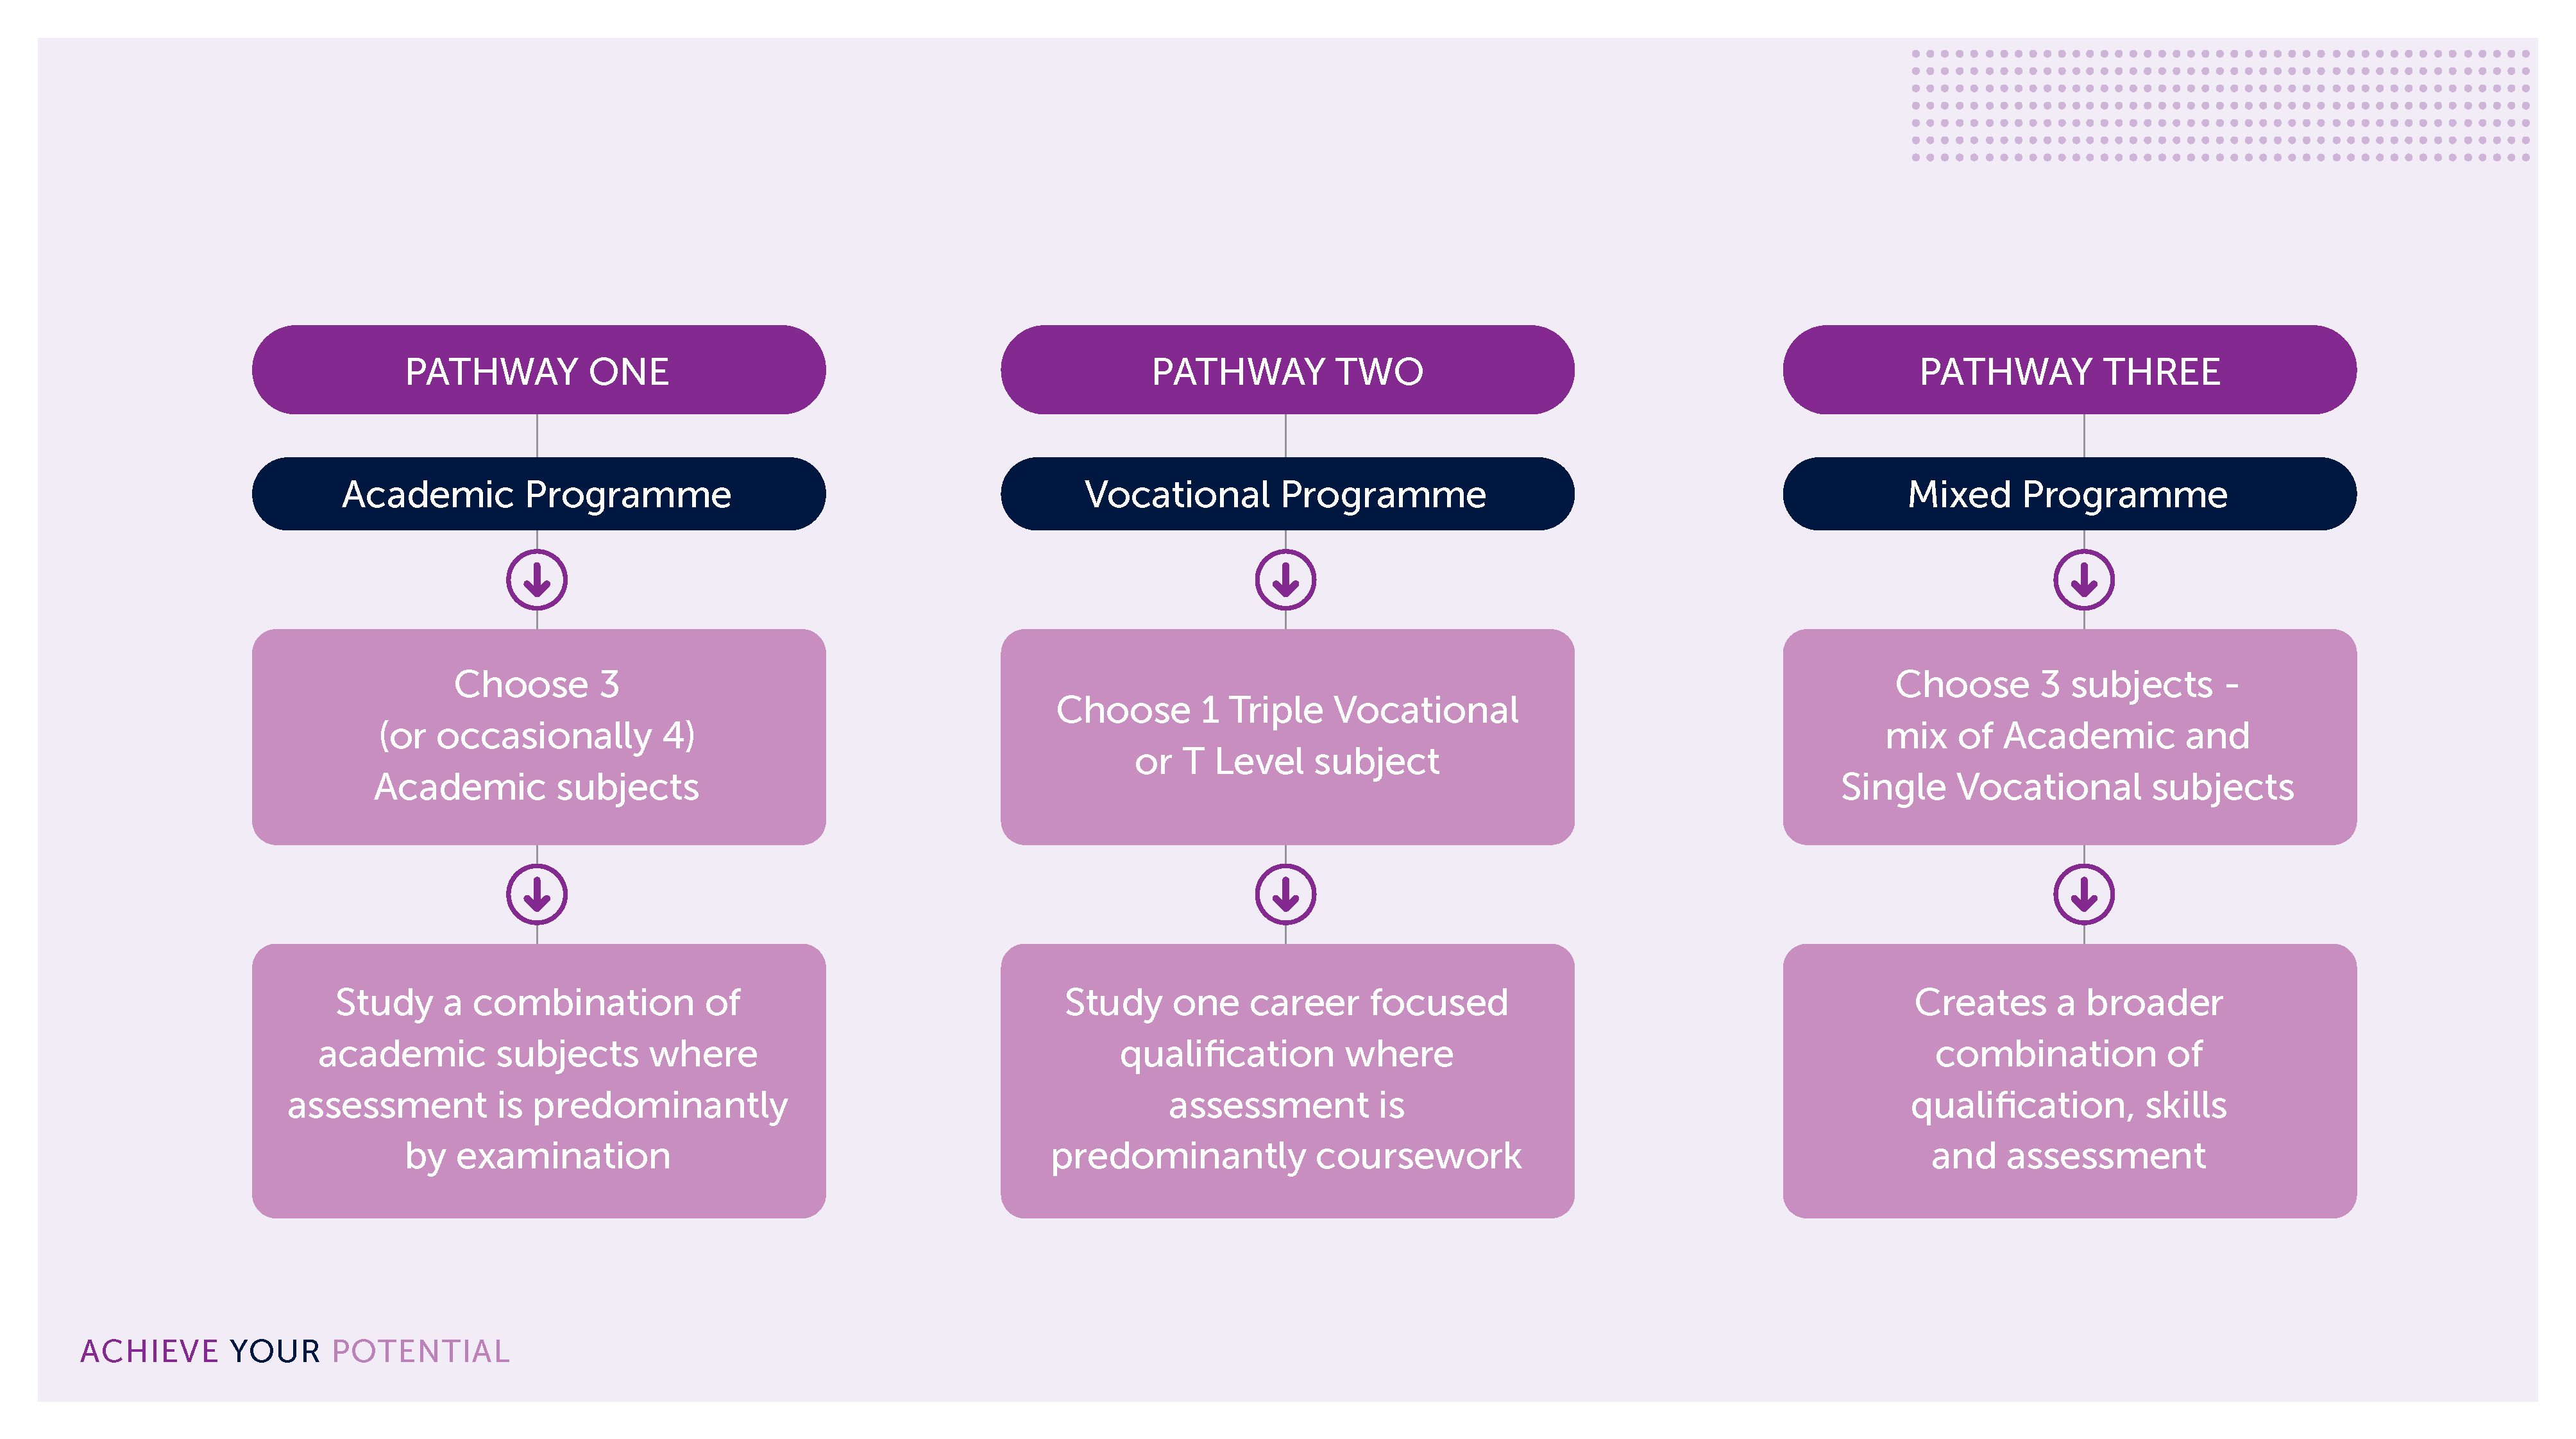 PATHWAY ONE
Academic Programme
Choose 3
(or occasionally 4)
Academic subjects
Study a combination of
academic subjects where
assessment is predominantly
by examination
PATHWAY TWO
Vocational Programme
Choose 1 Triple Vocational
or T Level subject
Study one career focused
qualification where
assessment is
predominantly coursework
PATHWAY THREE
Mixed Programme
Choose 3 subjects -
mix of Academic and
Single Vocational subjects
Creates a broader
combination of
qualification, skills
and assessment
ACHIEVE YOUR POTENTIAL